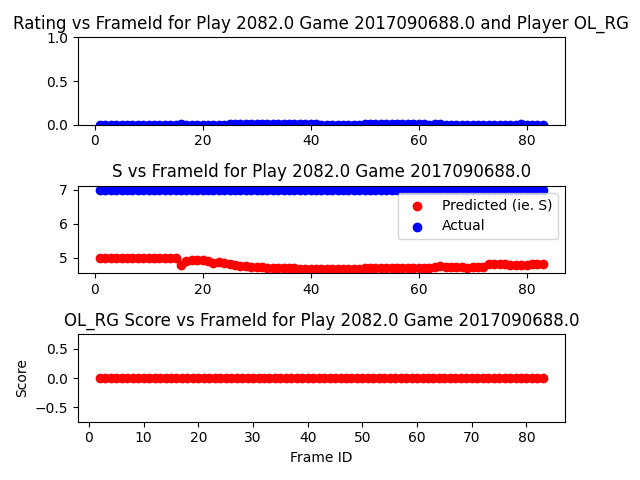 Rating vs FrameId for Play 2082.0 Game 2017090688.0 and Player OL_RG
1.0
0.5
0.0
0 20 40 60 80
S vs FrameId for Play 2082.0 Game 2017090688.0
7
6
5
Predicted (ie. S)
Actual
0 20 40 60 80
OL_RG Score vs FrameId for Play 2082.0 Game 2017090688.0
Score
0.5
0.0
−0.5
0 10 20 30 40 50 60 70 80
Frame ID